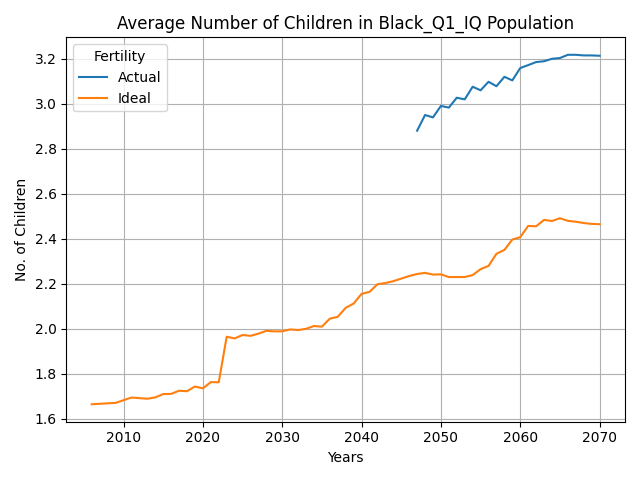 Average Number of Children in Black_Q1_IQ Population
Fertility
Actual
Ideal
No. of Children
3.2
3.0
2.8
2.6
2.4
2.2
2.0
1.8
1.6
2010 2020 2030 2040 2050 2060 2070
Years